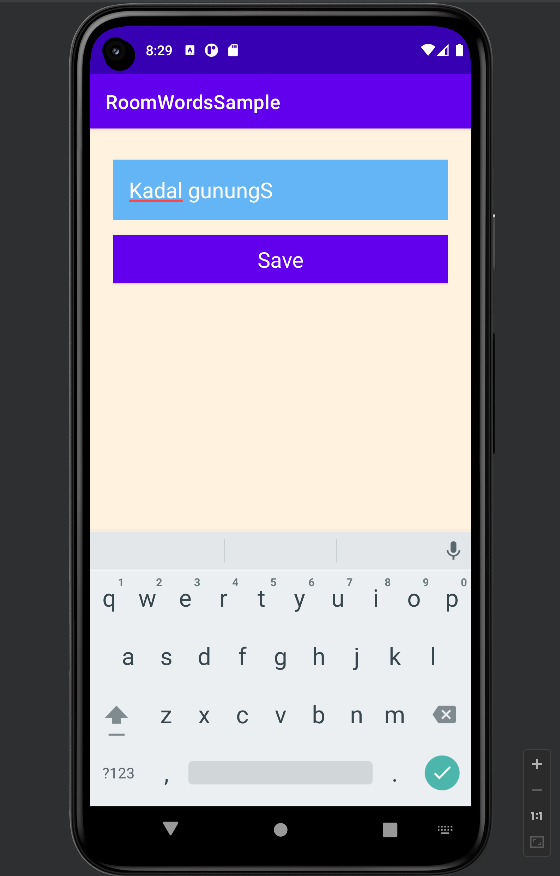 8:29
RoomWordsSample
Kadal gunungS
Save
1 2 3 4 5 6 7 8 9 0
q w e r t y u i o p
a s d f g h j k l
z x c v b n m
?123 , .
1:1